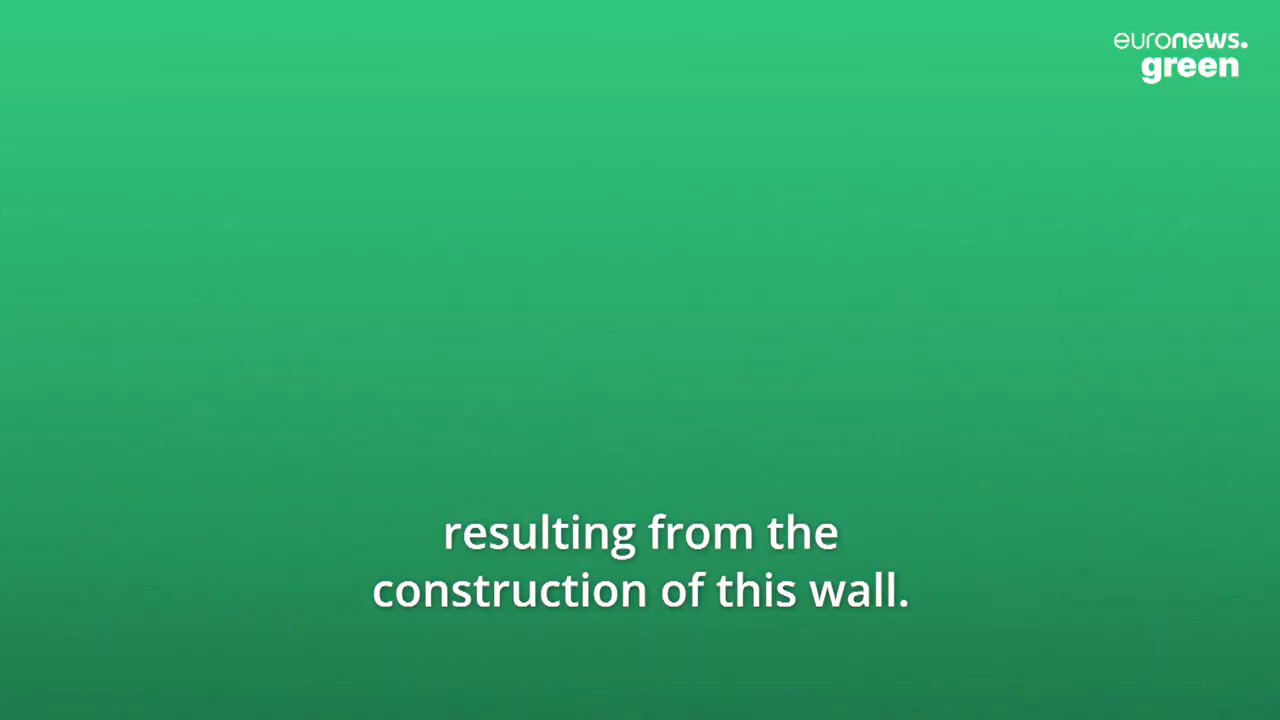 euronews.
green
resulting from the
construction of this wall.